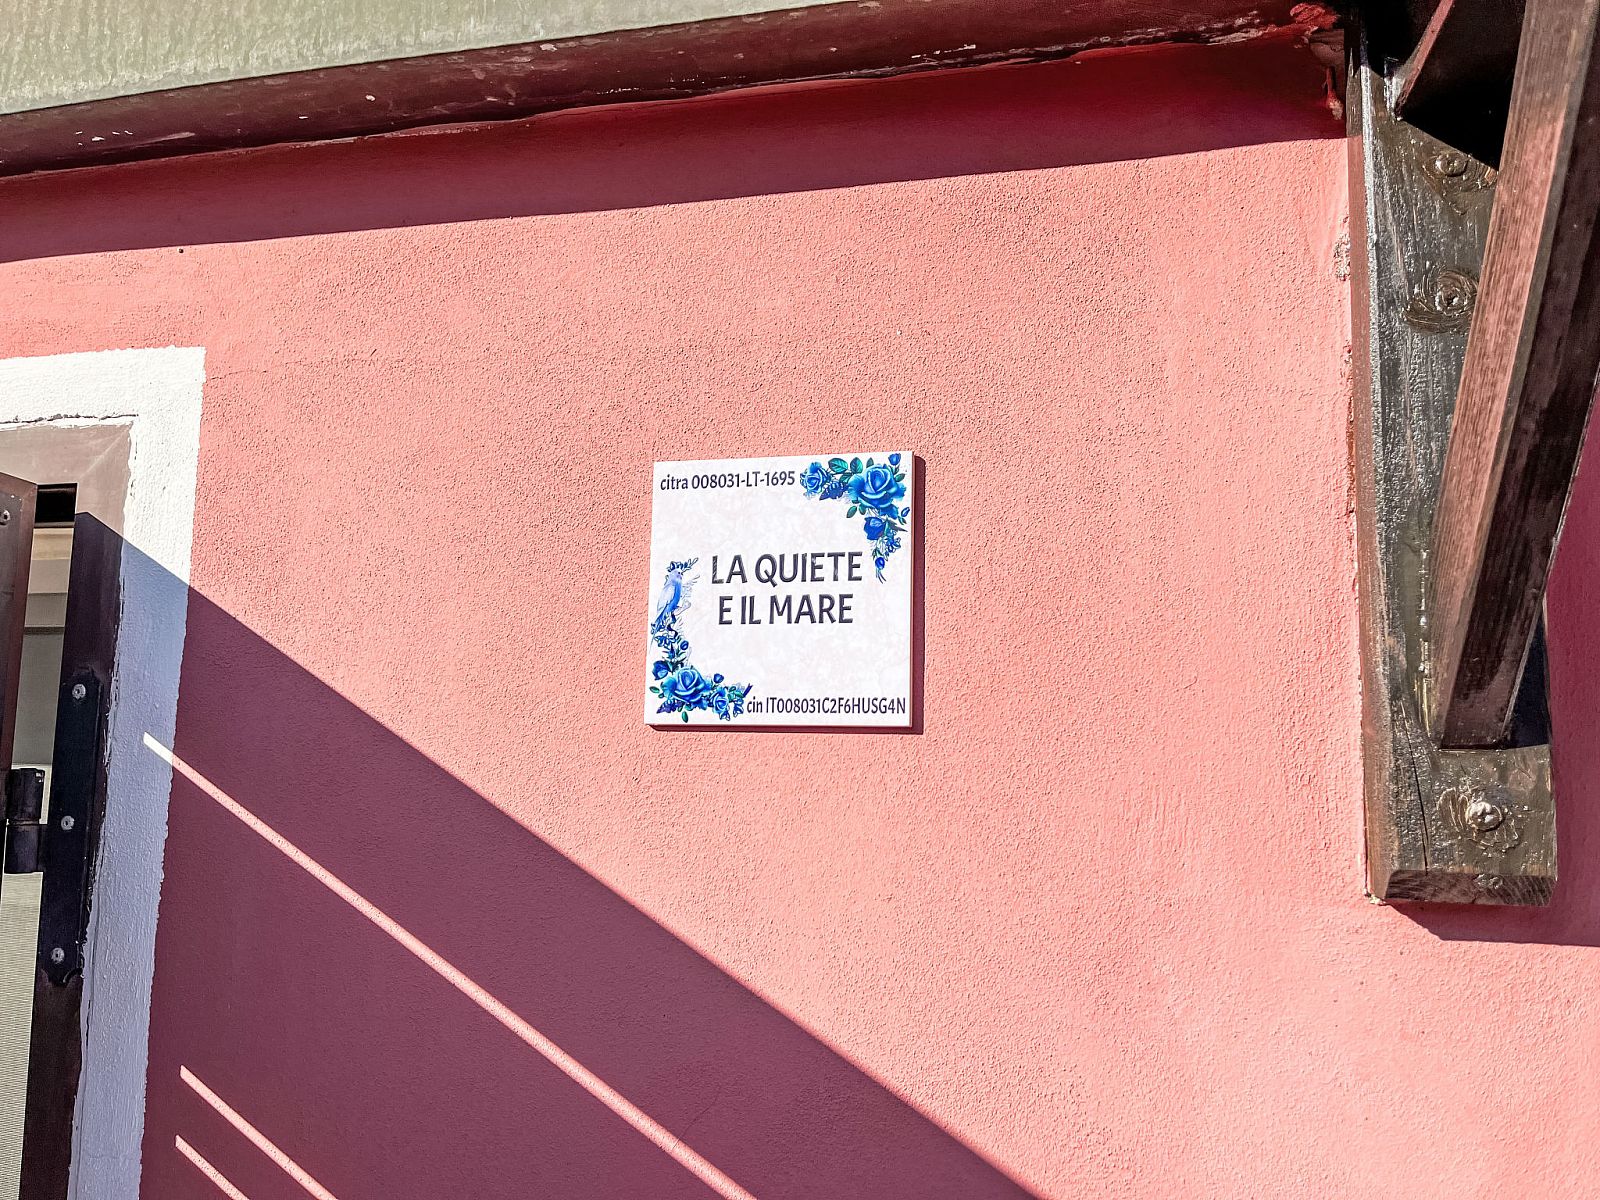 citra 008031-LT-1695
LA QUIETE
E IL MARE
cin IT008031C2F6HUSG4N